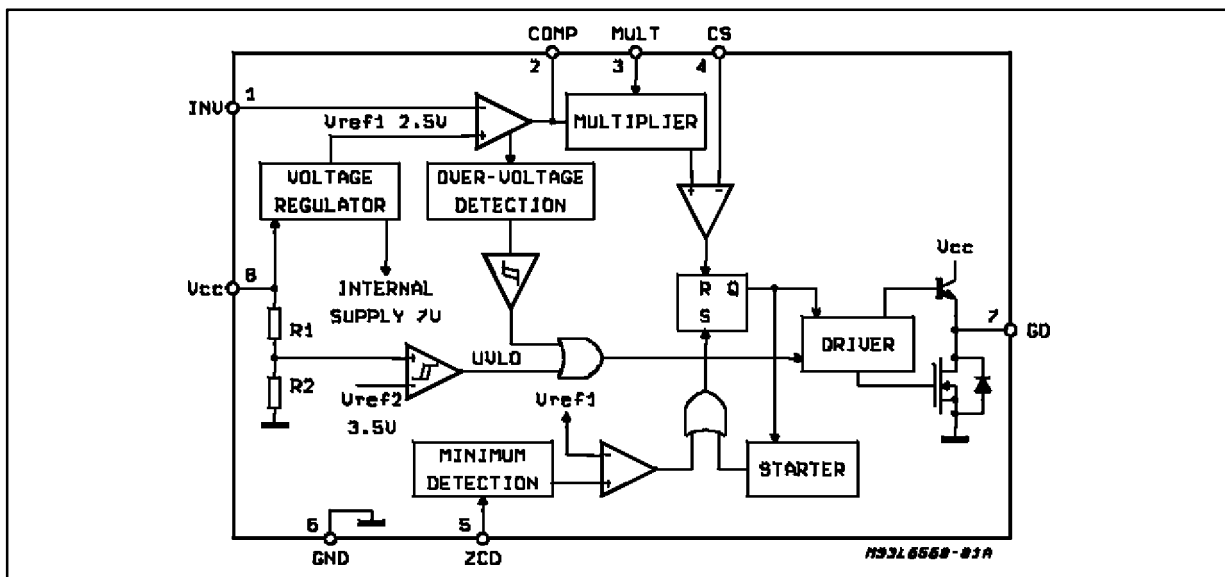 COMP MULT CS
2 3 4
1
INV
Vref1 2.5V
MULTIPLIER
VOLTAGE
REGULATOR
OVER-VOLTAGE
DETECTION
8
Vcc
INTERNAL
SUPPLY 7V
R1
R2
Vref2
3.5V
UVLO
R Q
S
Vcc
7
GD
DRIVER
Vref1
MINIMUM
DETECTION
STARTER
6
GND
5
ZCD
+ -
- +
+ -
- +
M93L6560-01A